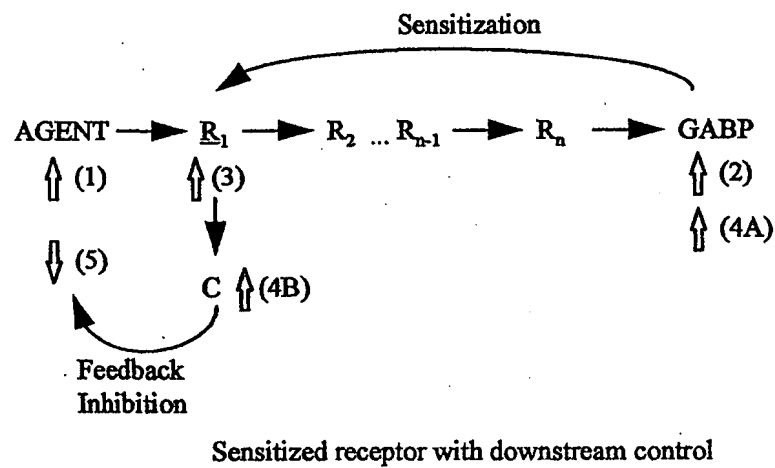 Sensitization
AGENT R₁ R₂ ... Rₙ₋₁ Rₙ GABP
(1) (3) (2)
(4A)
(5)
C (4B)
Feedback
Inhibition
Sensitized receptor with downstream control